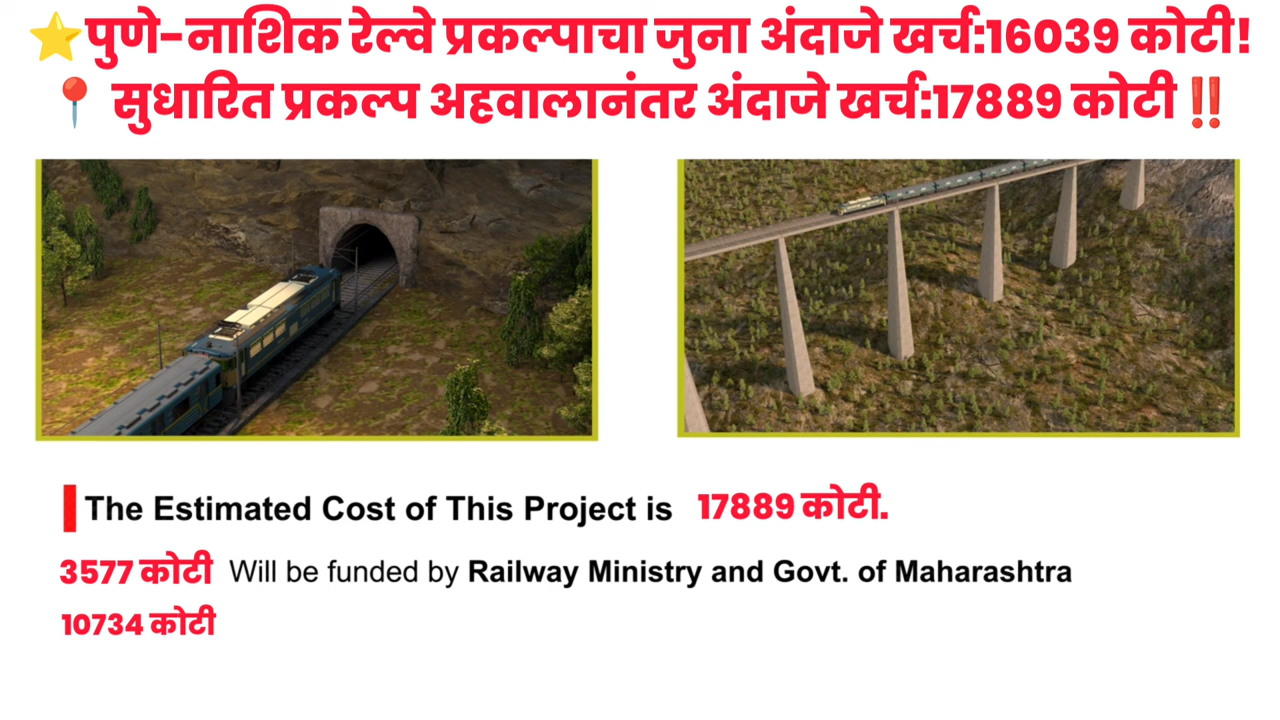 ⭐पुणे-नाशिक रेल्वे प्रकल्पाचा जुना अंदाजे खर्च:16039 कोटी!
📍 सुधारित प्रकल्प अहवालानंतर अंदाजे खर्च:17889 कोटी ‼️
The Estimated Cost of This Project is 17889 कोटी.
3577 कोटी Will be funded by Railway Ministry and Govt. of Maharashtra
10734 कोटी